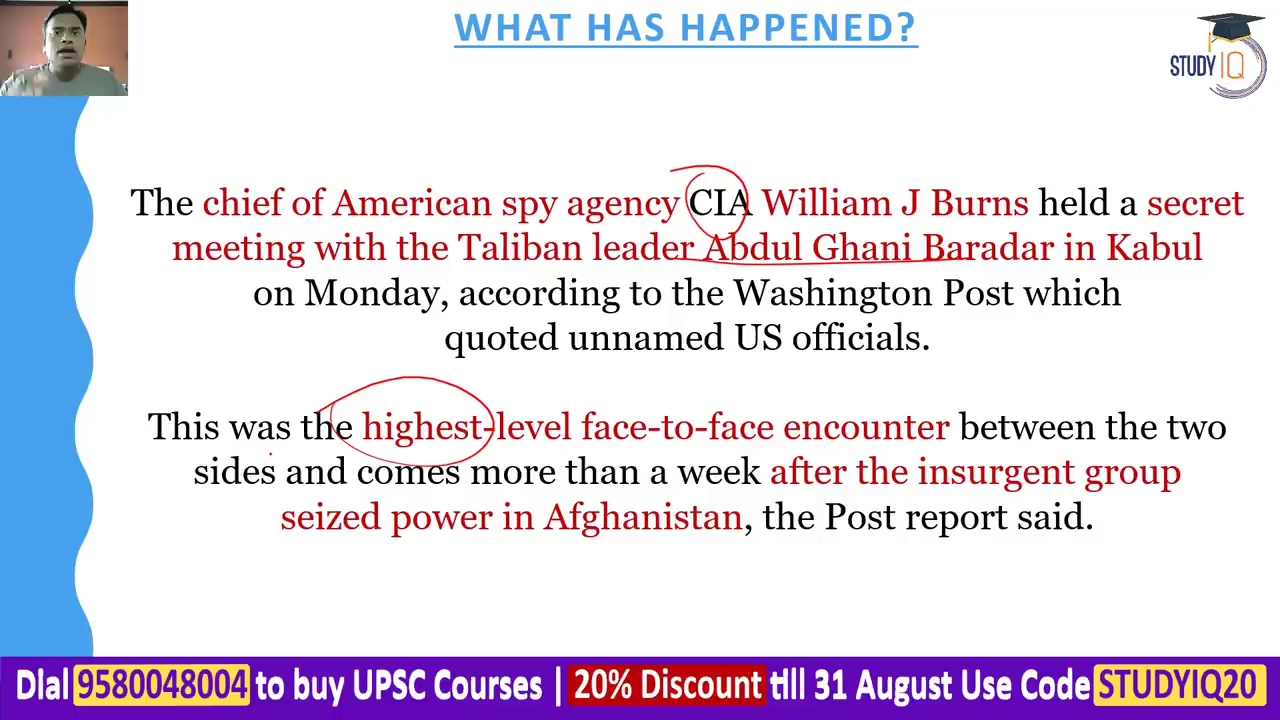 WHAT HAS HAPPENED?
STUDY IQ
The chief of American spy agency CIA William J Burns held a secret
meeting with the Taliban leader Abdul Ghani Baradar in Kabul
on Monday, according to the Washington Post which
quoted unnamed US officials.
This was the highest-level face-to-face encounter between the two
sides and comes more than a week after the insurgent group
seized power in Afghanistan, the Post report said.
Dial 9580048004 to buy UPSC Courses | 20% Discount till 31 August Use Code STUDYIQ20